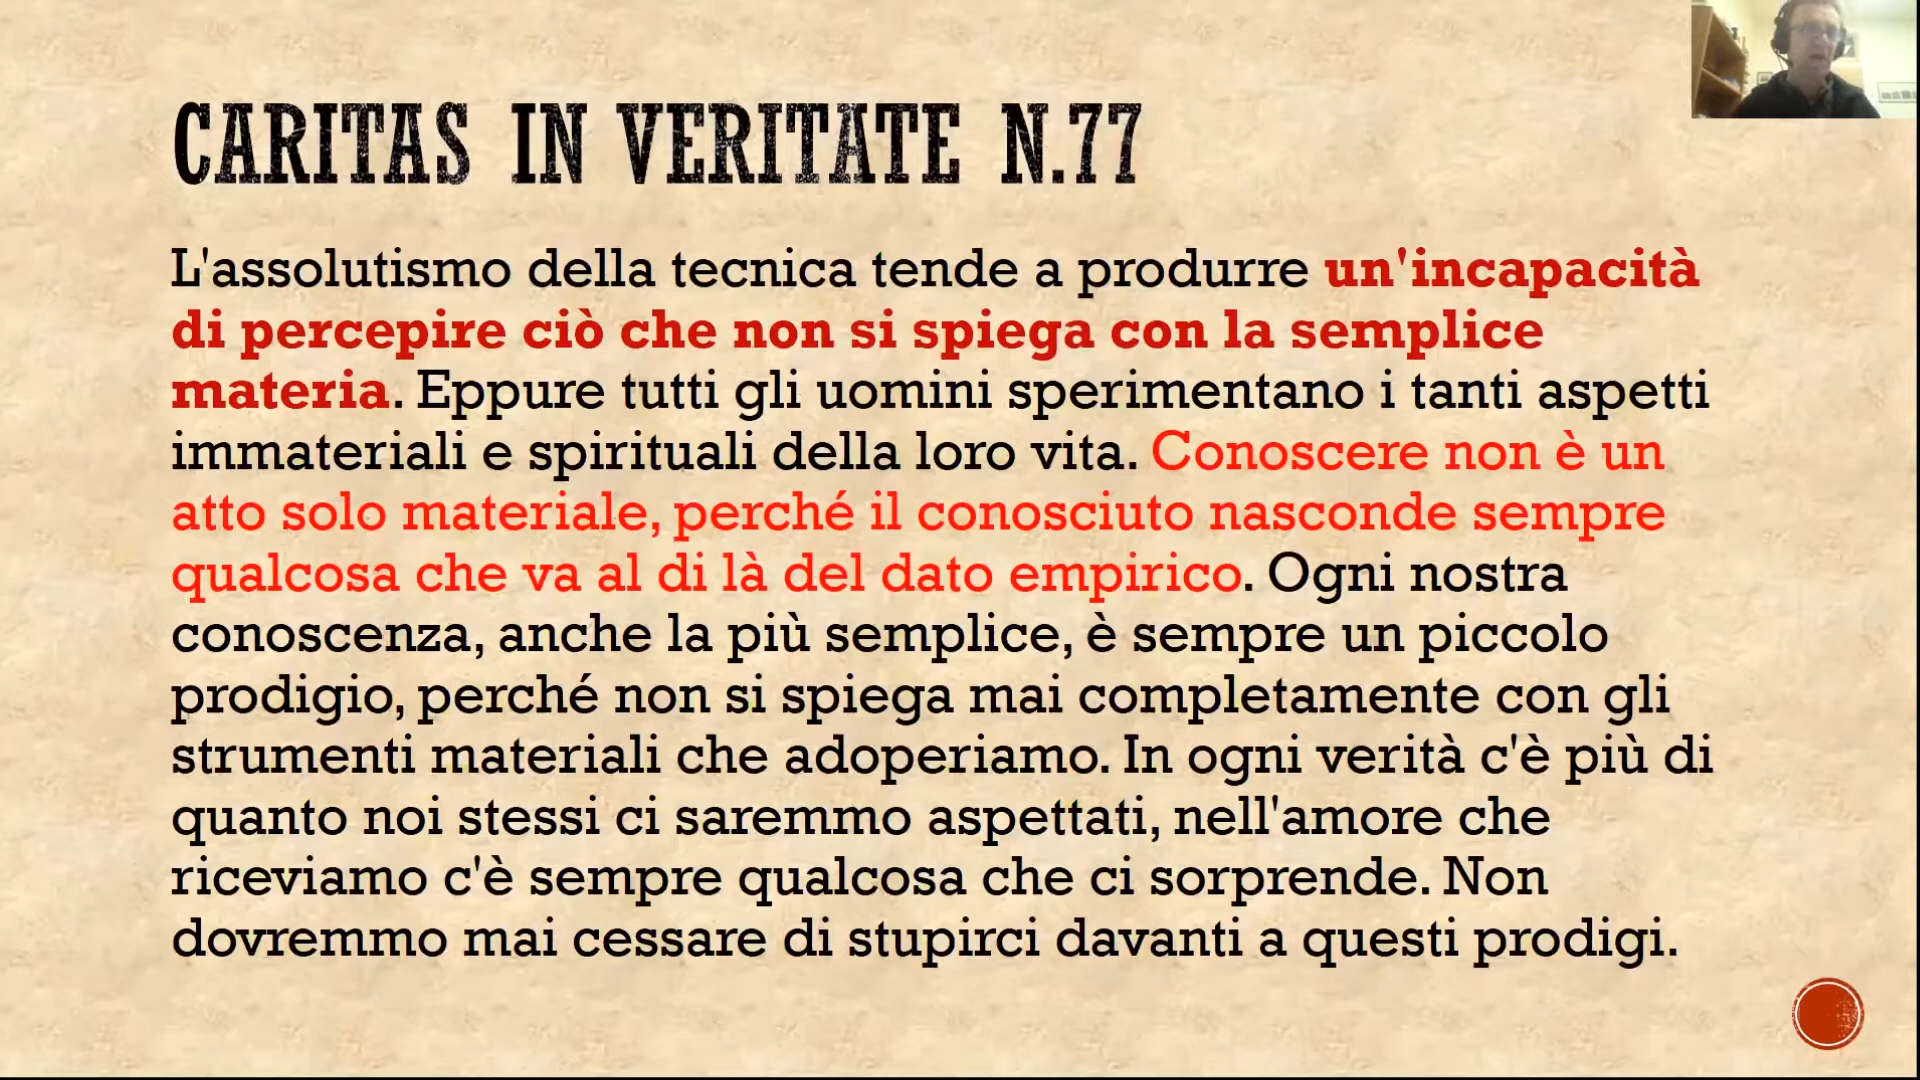 CARITAS IN VERITATE N.77
L'assolutismo della tecnica tende a produrre un'incapacità
di percepire ciò che non si spiega con la semplice
materia. Eppure tutti gli uomini sperimentano i tanti aspetti
immateriali e spirituali della loro vita. Conoscere non è un
atto solo materiale, perché il conosciuto nasconde sempre
qualcosa che va al di là del dato empirico. Ogni nostra
conoscenza, anche la più semplice, è sempre un piccolo
prodigio, perché non si spiega mai completamente con gli
strumenti materiali che adoperiamo. In ogni verità c'è più di
quanto noi stessi ci saremmo aspettati, nell'amore che
riceviamo c'è sempre qualcosa che ci sorprende. Non
dovremmo mai cessare di stupirci davanti a questi prodigi.